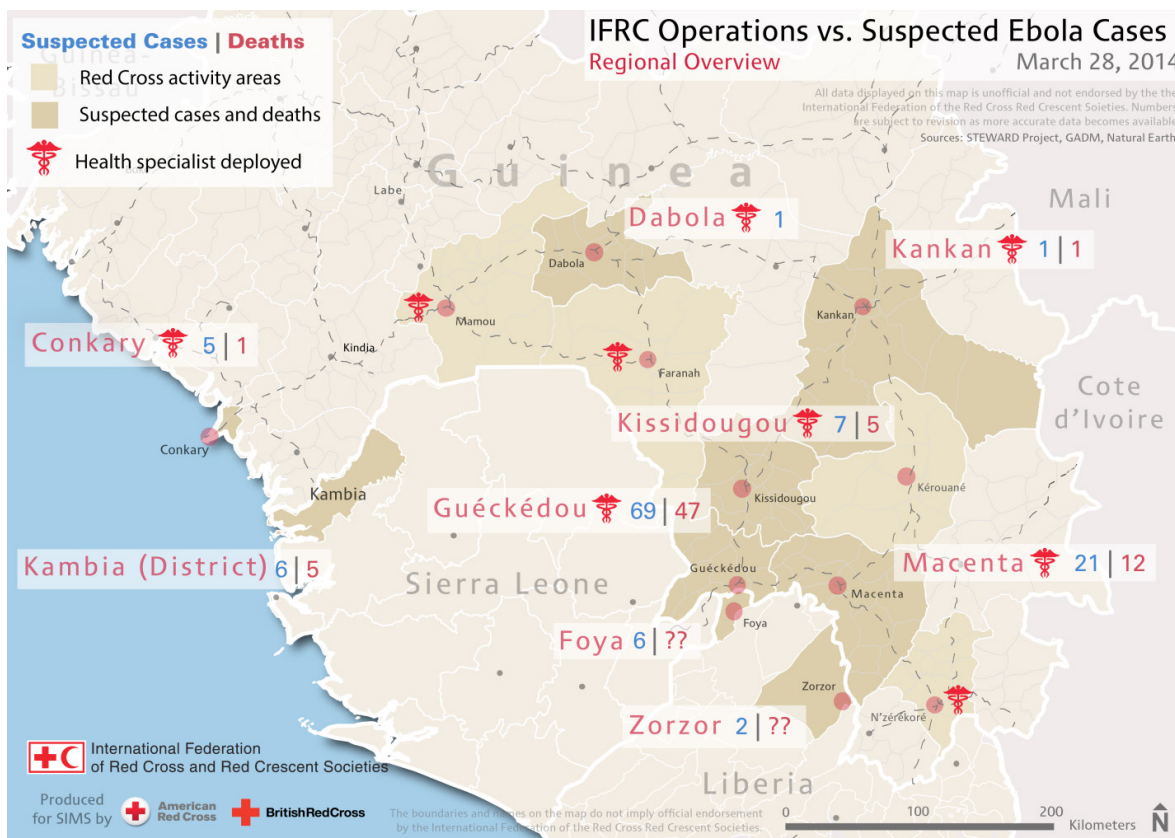 IFRC Operations vs. Suspected Ebola Cases
Regional Overview
March 28, 2014
All data displayed on this map is unofficial and not endorsed by the the
International Federation of the Red Cross Red Crescent Soieties. Numbers
are subject to revision as more accurate data becomes available
Sources: STEWARD Project, GADM, Natural Earth
Suspected Cases | Deaths
Red Cross activity areas
Suspected cases and deaths
Health specialist deployed
Guinea-
Bissau
Guinea
Mali
Labe
Dabola 1
Kankan 1 | 1
Dabola
Mamou
Kankan
Conkary 5 | 1
Kindia
Faranah
Cote
d'Ivoire
Kissidougou 7 | 5
Conkary
Kérouané
Kambia
Kissidougou
Guéckédou 69 | 47
Kambia (District) 6 | 5
Sierra Leone
Guéckédou
Macenta 21 | 12
Macenta
Foya
Foya 6 | ??
Zorzor
Zorzor 2 | ??
N'zérékoré
Liberia
International Federation
of Red Cross and Red Crescent Societies
Produced
for SIMS by
American
Red Cross
BritishRedCross
The boundaries and names on the map do not imply official endorsement
by the International Federation of the Red Cross Red Crescent Societies.
0 100 200
Kilometers
N